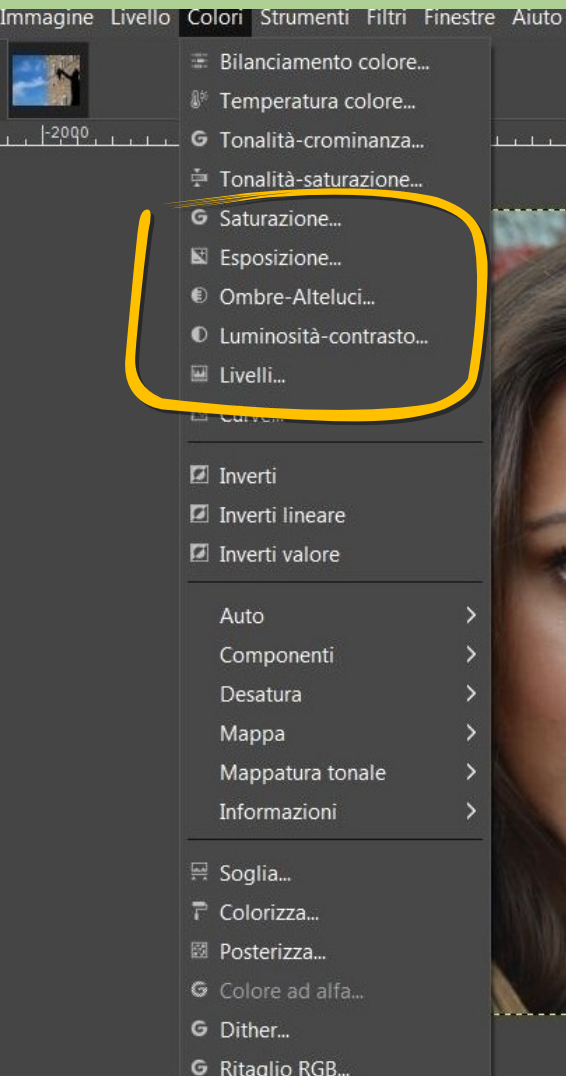 Immagine Livello Colori Strumenti Filtri Finestre Aiuto
-2000
Bilanciamento colore...
Temperatura colore...
Tonalità-crominanza...
Tonalità-saturazione...
Saturazione...
Esposizione...
Ombre-Alteluci...
Luminosità-contrasto...
Livelli...
Curve...
Inverti
Inverti lineare
Inverti valore
Auto
Componenti
Desatura
Mappa
Mappatura tonale
Informazioni
Soglia...
Colorizza...
Posterizza...
Colore ad alfa...
Dither...
Ritaglio RGB...